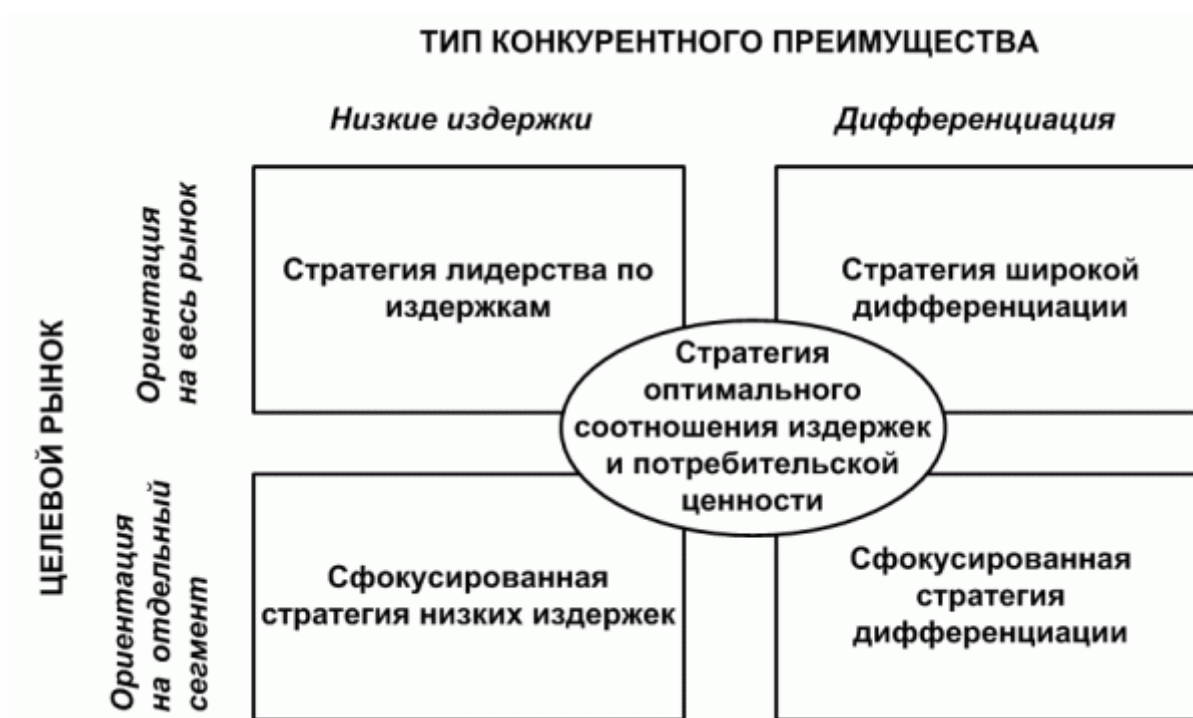 ТИП КОНКУРЕНТНОГО ПРЕИМУЩЕСТВА
Низкие издержки
Дифференциация
ЦЕЛЕВОЙ РЫНОК
Ориентация
на весь рынок
Стратегия лидерства по
издержкам
Стратегия широкой
дифференциации
Стратегия
оптимального
соотношения издержек
и потребительской
ценности
Ориентация
на отдельный
сегмент
Сфокусированная
стратегия низких издержек
Сфокусированная
стратегия
дифференциации